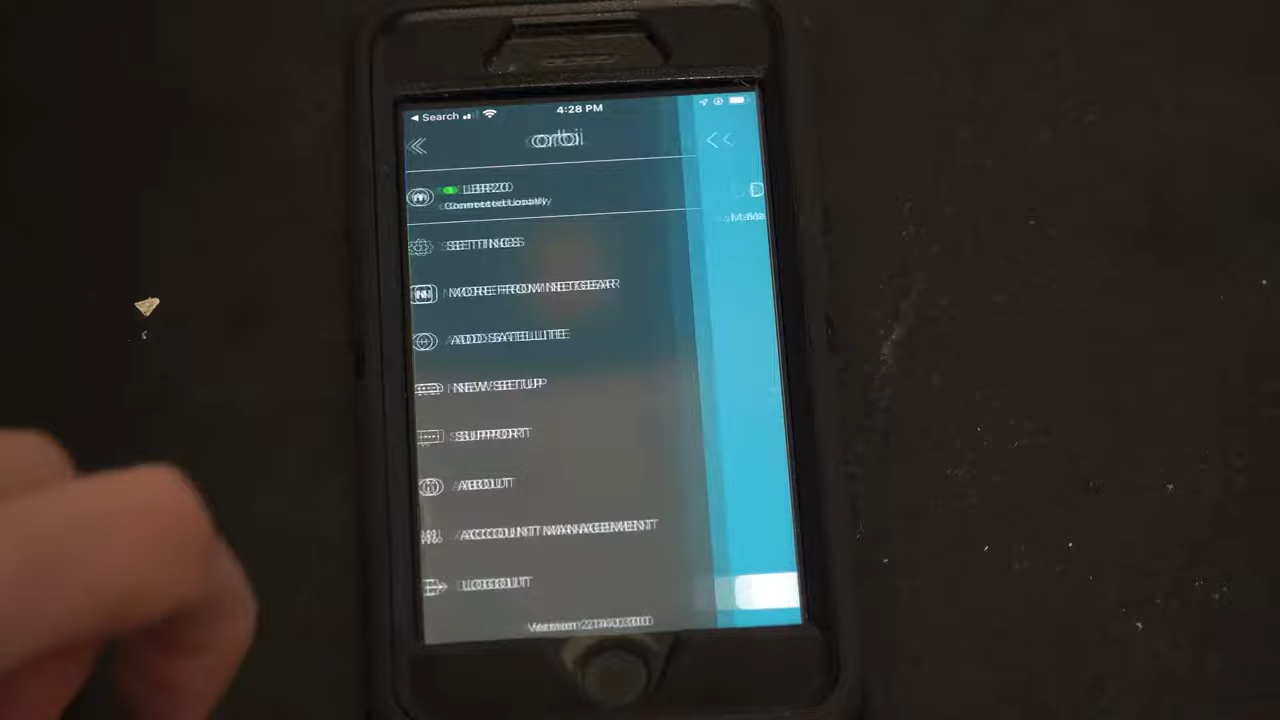 Search
4:28 PM
orbi
LBR20
Connected Locally
SETTINGS
MORE FROM NETGEAR
ADD SATELLITE
NEW SETUP
SUPPORT
ABOUT
ACCOUNT MANAGEMENT
LOGOUT
Version